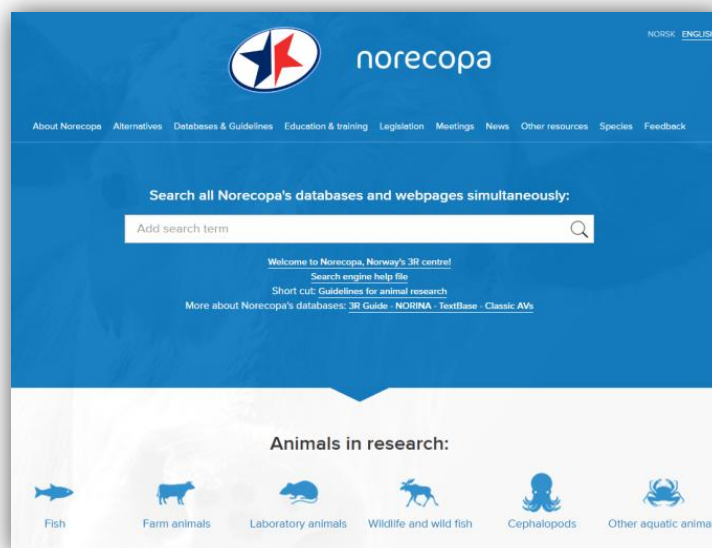 NORSK ENGLISH
norecopa
About Norecopa Alternatives Databases & Guidelines Education & training Legislation Meetings News Other resources Species Feedback
Search all Norecopa's databases and webpages simultaneously:
Add search term
Welcome to Norecopa, Norway's 3R centre!
Search engine help file
Short cut: Guidelines for animal research
More about Norecopa's databases: 3R Guide - NORINA - TextBase - Classic AVs
Animals in research:
Fish Farm animals Laboratory animals Wildlife and wild fish Cephalopods Other aquatic anima